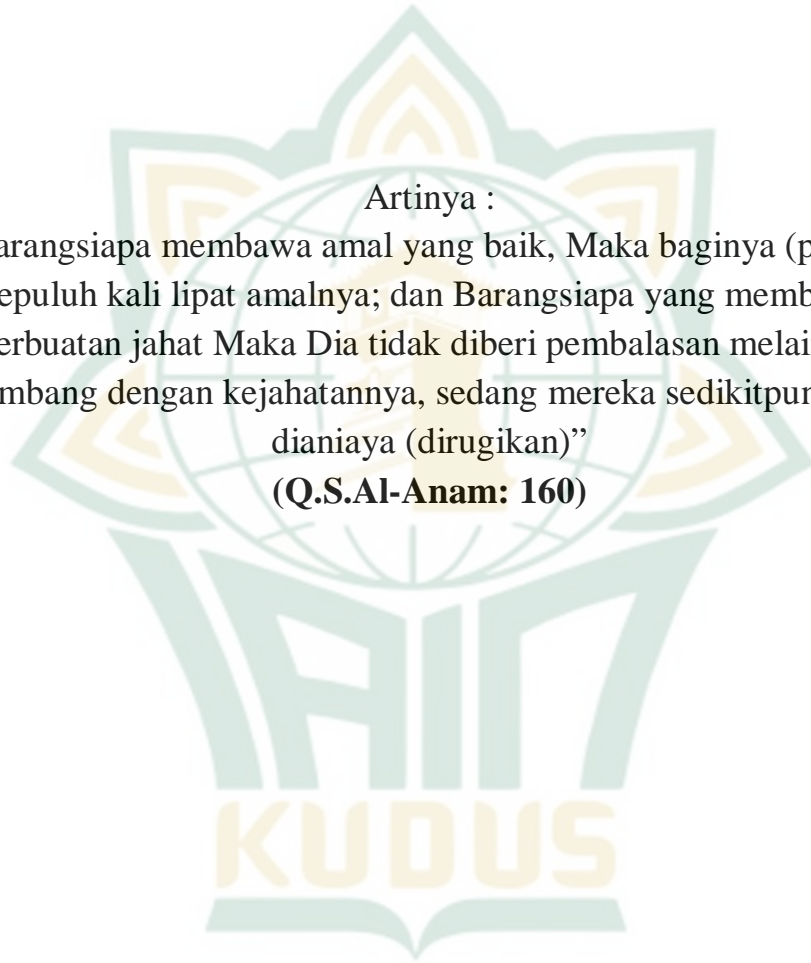 Artinya :
arangsiapa membawa amal yang baik, Maka baginya (p
epuluh kali lipat amalnya; dan Barangsiapa yang memb
erbuatan jahat Maka Dia tidak diberi pembalasan melai
mbang dengan kejahatannya, sedang mereka sedikitpun
dianiaya (dirugikan)”
(Q.S.Al-Anam: 160)
IAIN
KUDUS